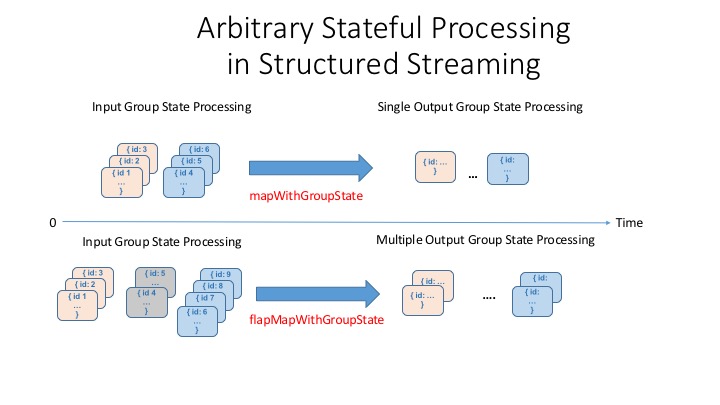 Arbitrary Stateful Processing
in Structured Streaming
Input Group State Processing
Single Output Group State Processing
{ id: 3
{ id: 2
{ id 1
...
}
{ id: 6
{ id: 5
{ id 4
...
}
mapWithGroupState
{ id: ...
}
...
{ id:
...
}
0
Time
Input Group State Processing
Multiple Output Group State Processing
{ id: 3
{ id: 2
{ id 1
...
}
{ id: 5
...
{ id 4
...
}
{ id: 9
{ id: 8
{ id 7
{ id: 6
...
}
flapMapWithGroupState
{ id: ...
{ id: ...
}
....
{ id:
{ id:
...
}